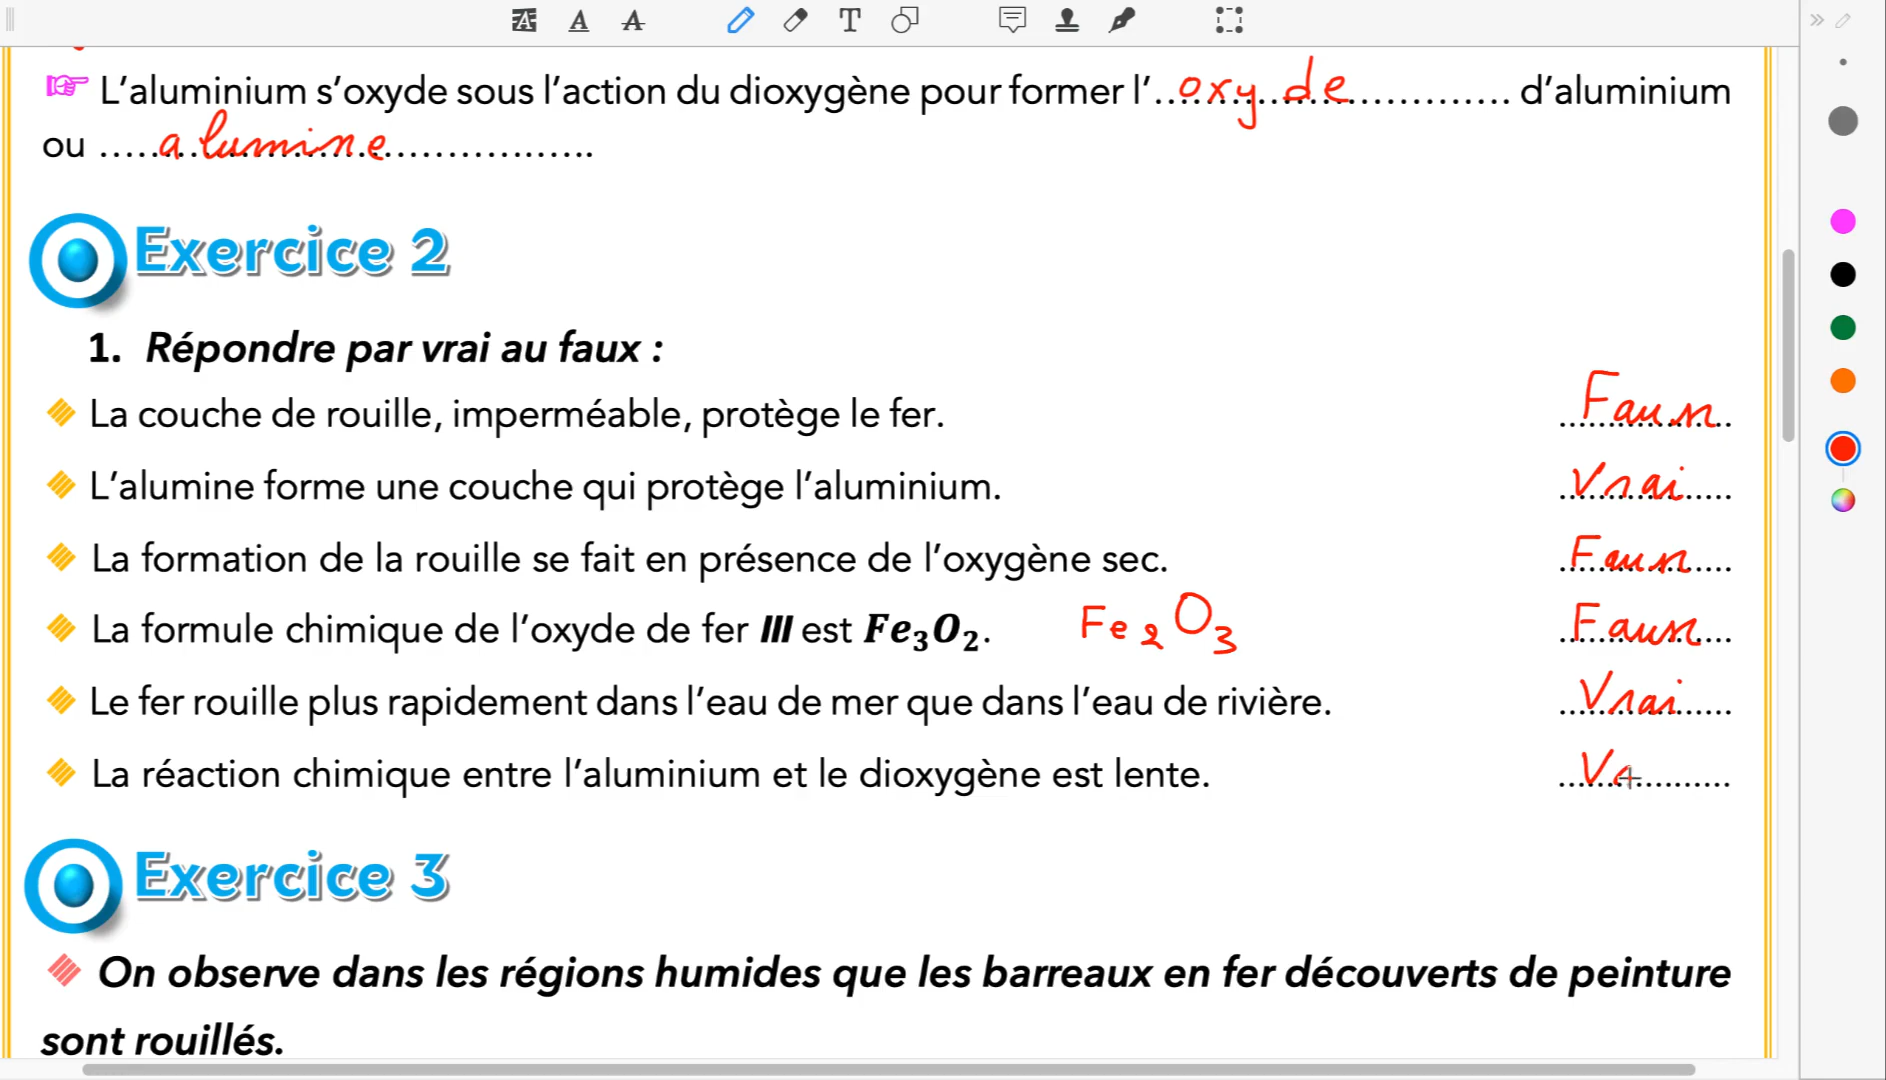 L'aluminium s'oxyde sous l'action du dioxygène pour former l'...oxyde... d'aluminium
ou ...alumine...
Exercice 2
1. Répondre par vrai au faux :
La couche de rouille, imperméable, protège le fer. Faux
L'alumine forme une couche qui protège l'aluminium. Vrai
La formation de la rouille se fait en présence de l'oxygène sec. Faux
La formule chimique de l'oxyde de fer III est Fe₃O₂. Fe₂O₃ Faux
Le fer rouille plus rapidement dans l'eau de mer que dans l'eau de rivière. Vrai
La réaction chimique entre l'aluminium et le dioxygène est lente.
Exercice 3
On observe dans les régions humides que les barreaux en fer découverts de peinture
sont rouillés.